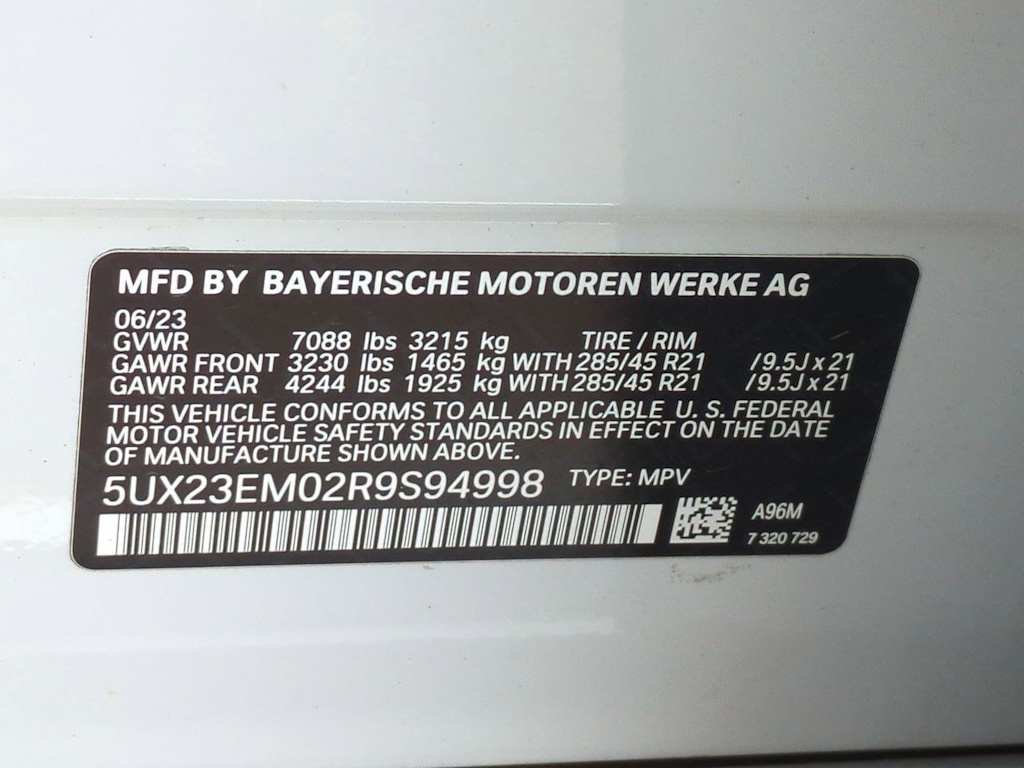 MFD BY BAYERISCHE MOTOREN WERKE AG
06/23
GVWR 7088 lbs 3215 kg TIRE / RIM
GAWR FRONT 3230 lbs 1465 kg WITH 285/45 R21 /9.5J x 21
GAWR REAR 4244 lbs 1925 kg WITH 285/45 R21 /9.5J x 21
THIS VEHICLE CONFORMS TO ALL APPLICABLE U. S. FEDERAL
MOTOR VEHICLE SAFETY STANDARDS IN EFFECT ON THE DATE
OF MANUFACTURE SHOWN ABOVE.
5UX23EM02R9S94998 TYPE: MPV
A96M
7 320 729